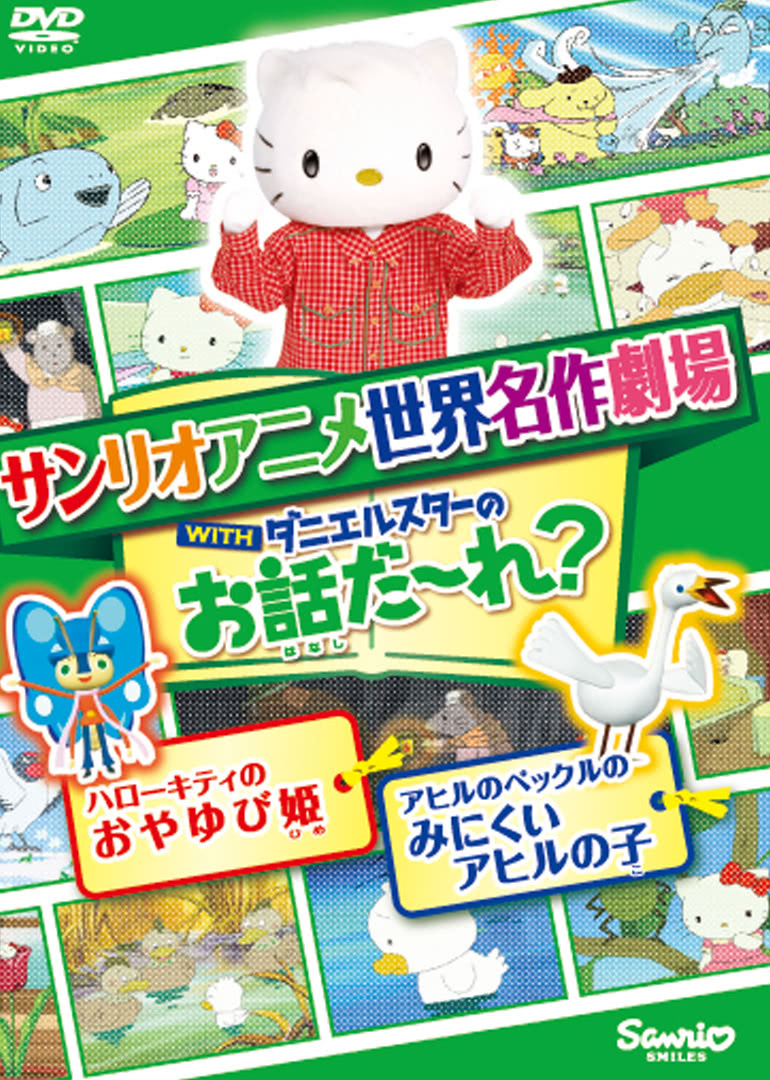 DVD
VIDEO
サンリオアニメ世界名作劇場
WITH ダニエルスターの
お話だ〜れ?
はなし
ハローキティの
おやゆび姫
ひめ
アヒルのペックルの
みにくい
アヒルの子
こ
Sanrio
SMILES